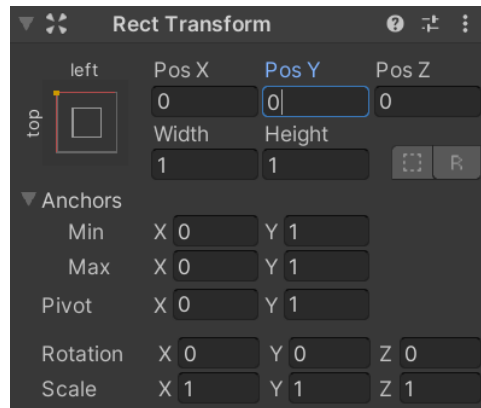 Rect Transform
left Pos X Pos Y Pos Z
top 0 0 0
Width Height
1 1 R
Anchors
Min X 0 Y 1
Max X 0 Y 1
Pivot X 0 Y 1
Rotation X 0 Y 0 Z 0
Scale X 1 Y 1 Z 1